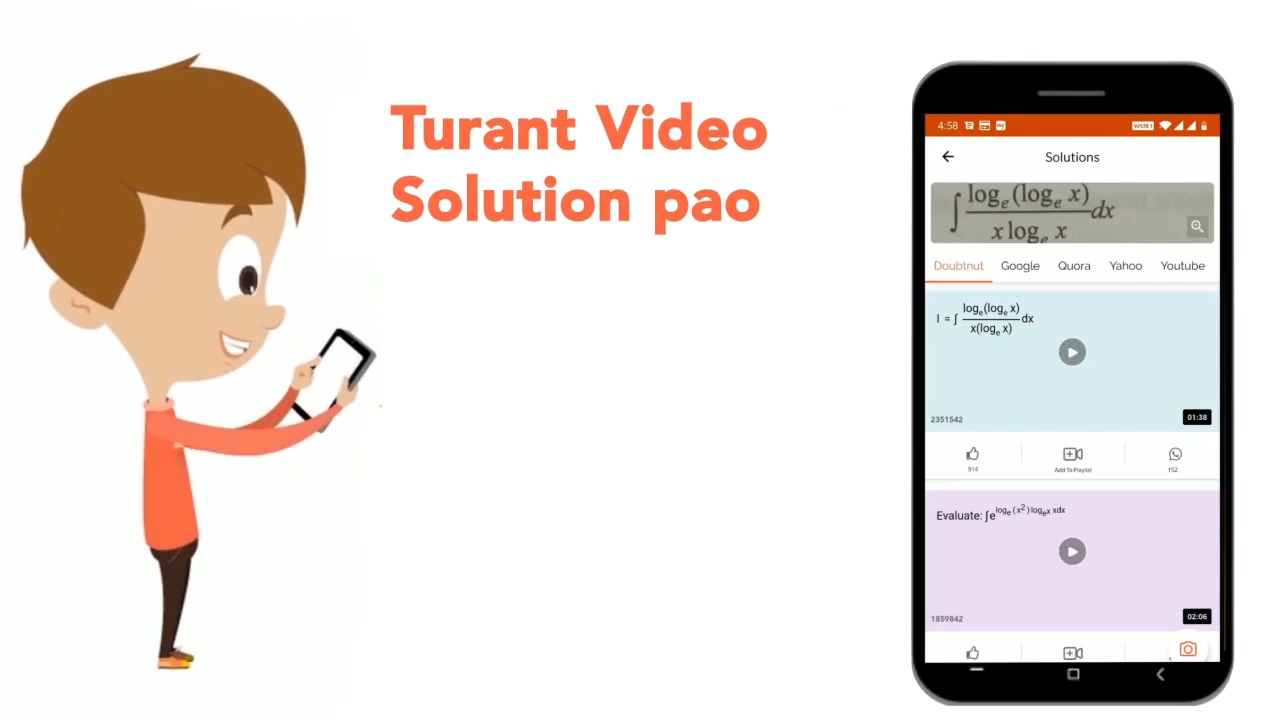 Turant Video
Solution pao
4:58
VoLTE1
Solutions
∫ logₑ(logₑ x) / x logₑ x dx
Doubtnut Google Quora Yahoo Youtube
I = ∫ logₑ(logₑ x) / x(logₑ x) dx
2351542 01:38
914 Add To Playlist 152
Evaluate: ∫e^logₑ(x²)logₑx xdx
1859842 02:06